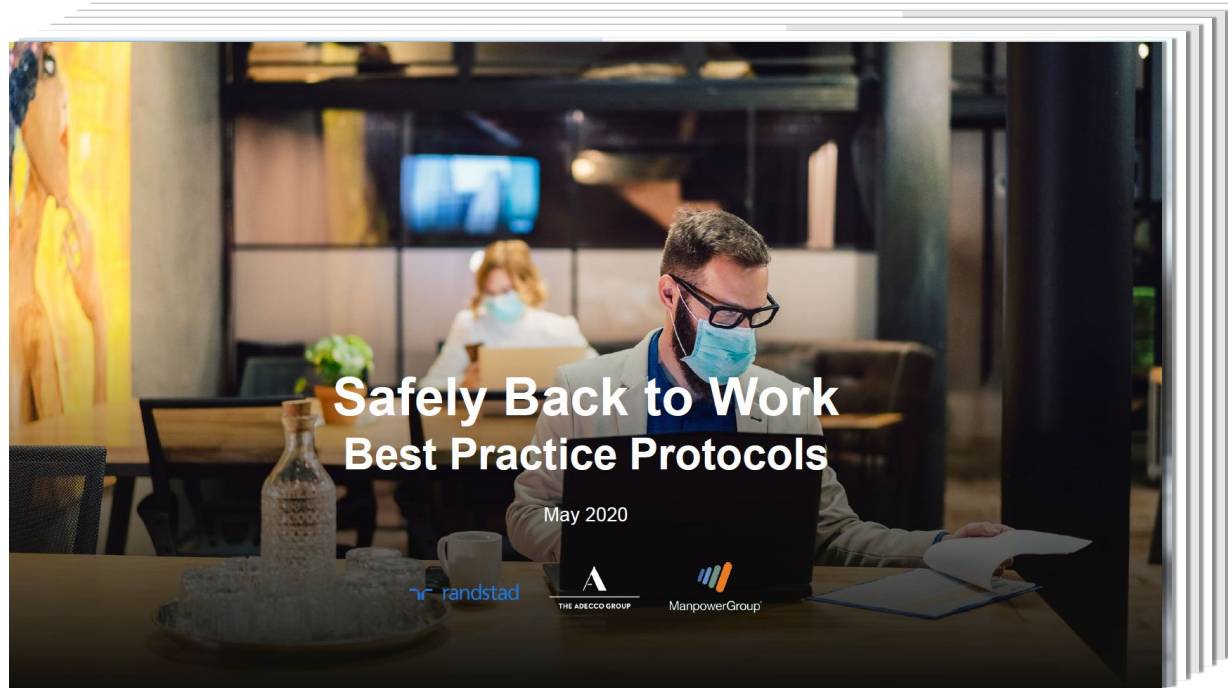 Safely Back to Work
Best Practice Protocols
May 2020
randstad
THE ADECCO GROUP
ManpowerGroup